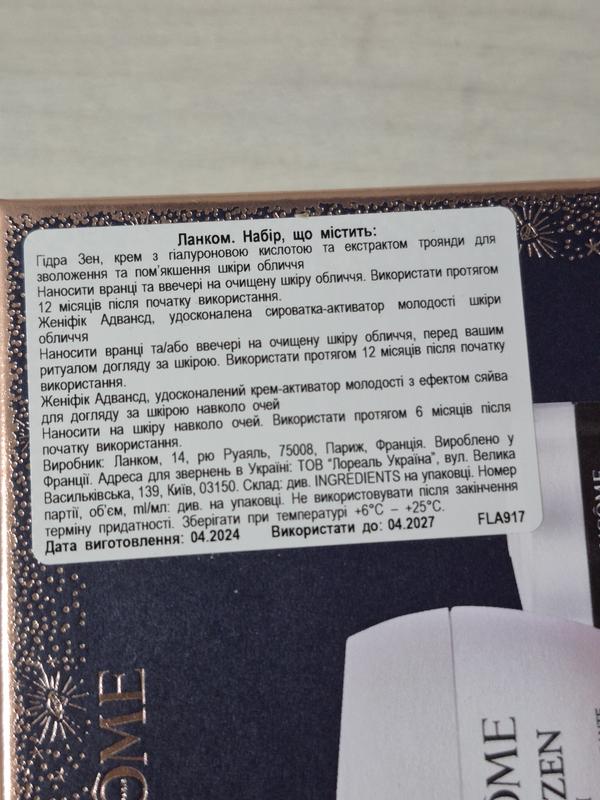 Ланком. Набір, що містить:
Гідра Зен, крем з гіалуроновою кислотою та екстрактом троянди для
зволоження та пом'якшення шкіри обличчя
Наносити вранці та ввечері на очищену шкіру обличчя. Використати протягом
12 місяців після початку використання.
Женіфік Адвансд, удосконалена сироватка-активатор молодості шкіри
обличчя
Наносити вранці та/або ввечері на очищену шкіру обличчя, перед вашим
ритуалом догляду за шкірою. Використати протягом 12 місяців після початку
використання.
Женіфік Адвансд, удосконалений крем-активатор молодості з ефектом сяйва
для догляду за шкірою навколо очей
Наносити на шкіру навколо очей. Використати протягом 6 місяців після
початку використання.
Виробник: Ланком, 14, рю Руаяль, 75008, Париж, Франція. Вироблено у
Франції. Адреса для звернень в Україні: ТОВ "Лореаль Україна", вул. Велика
Васильківська, 139, Київ, 03150. Склад: див. INGREDIENTS на упаковці. Номер
партії, об'єм, ml/мл: див. на упаковці. Не використовувати після закінчення
терміну придатності. Зберігати при температурі +6°C – +25°C.
Дата виготовлення: 04.2024 Використати до: 04.2027 FLA917
ÔME
OME
ZEN